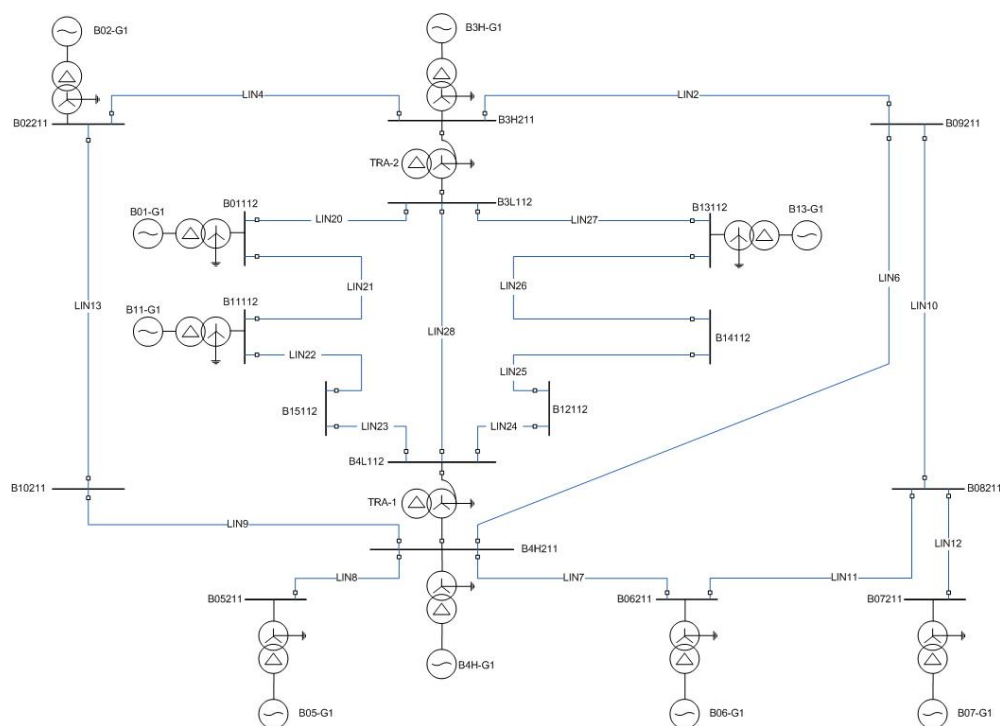 B02-G1
B3H-G1
LIN4
LIN2
B02211
B3H211
B09211
TRA-2
B3L112
B01-G1
B01112
LIN20
LIN27
B13112
B13-G1
LIN6
LIN21
LIN26
LIN13
B11-G1
B11112
LIN28
LIN10
LIN22
B14112
LIN25
B15112
B12112
LIN23
LIN24
B4L112
B10211
B08211
TRA-1
LIN9
B4H211
LIN12
LIN8
LIN7
LIN11
B05211
B06211
B07211
B4H-G1
B05-G1
B06-G1
B07-G1